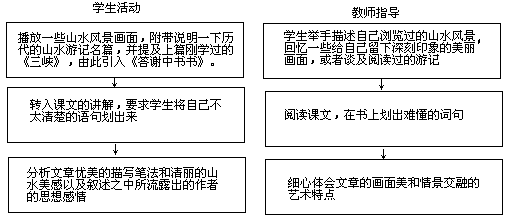 学生活动
播放一些山水风景画面，附带说明一下历
代的山水游记名篇，并提及上篇刚学过的
《三峡》，由此引入《答谢中书书》。
转入课文的讲解，要求学生将自己不
太清楚的语句划出来
分析文章优美的描写笔法和清丽的山
水美感以及叙述之中所流露出的作者
的思想感情
教师指导
学生举手描述自己浏览过的山水风景，
回忆一些给自己留下深刻印象的美丽
画面，或者谈及阅读过的游记
阅读课文，在书上划出难懂的词句
细心体会文章的画面美和情景交融的
艺术特点